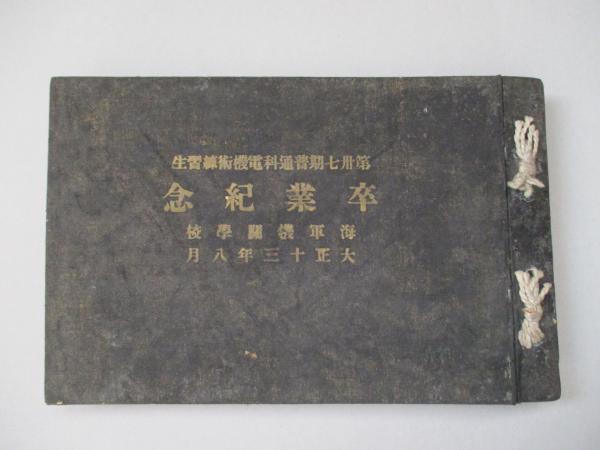 第卅七期普通科電機術練習生
卒業紀念
海軍機關學校
大正十三年八月